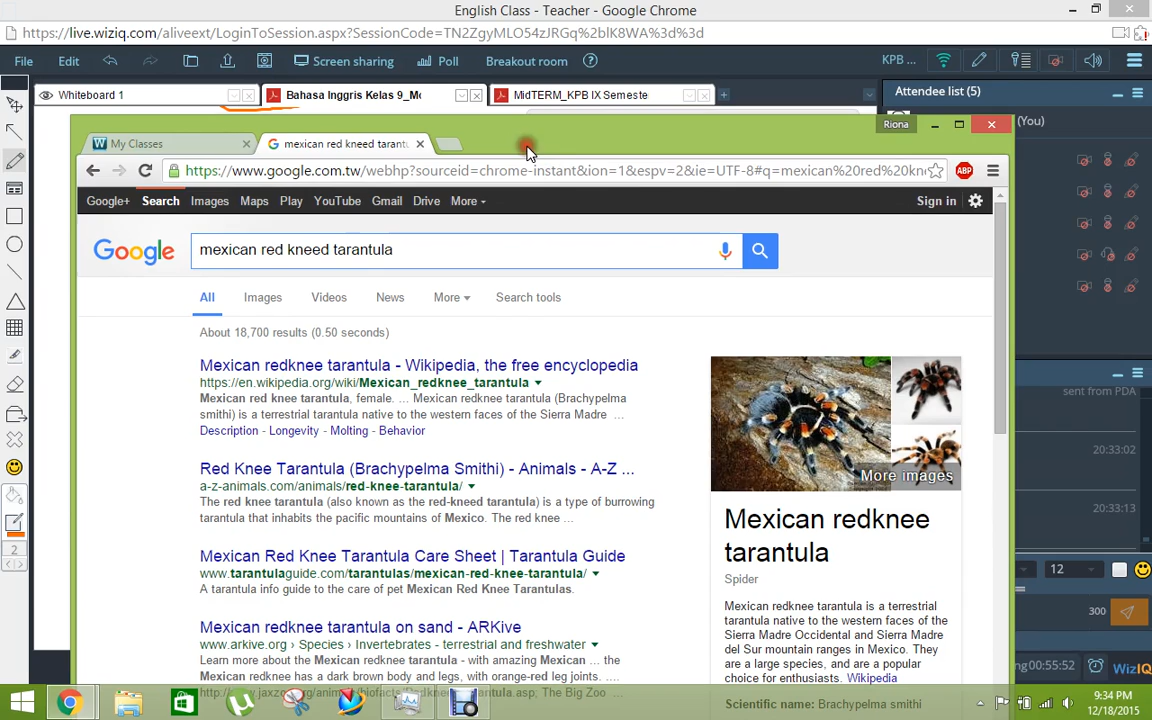 English Class - Teacher - Google Chrome
https://live.wiziq.com/aliveext/LoginToSession.aspx?SessionCode=TN2ZgyMLO54zJRGq%2blK8WA%3d%3d
File Edit Screen sharing Poll Breakout room ? KPB ...
Whiteboard 1 Bahasa Inggris Kelas 9_Mo MidTERM_KPB IX Semeste
Attendee list (5)
Riona (You)
My Classes mexican red kneed tarantu
https://www.google.com.tw/webhp?sourceid=chrome-instant&ion=1&espv=2&ie=UTF-8#q=mexican%20red%20kn
ABP
Google+ Search Images Maps Play YouTube Gmail Drive More Sign in
Google mexican red kneed tarantula
All Images Videos News More Search tools
About 18,700 results (0.50 seconds)
Mexican redknee tarantula - Wikipedia, the free encyclopedia
https://en.wikipedia.org/wiki/Mexican_redknee_tarantula
Mexican red knee tarantula, female. ... Mexican redknee tarantula (Brachypelma
smithi) is a terrestrial tarantula native to the western faces of the Sierra Madre ...
Description - Longevity - Molting - Behavior
Red Knee Tarantula (Brachypelma Smithi) - Animals - A-Z ...
a-z-animals.com/animals/red-knee-tarantula/
The red knee tarantula (also known as the red-kneed tarantula) is a type of burrowing
tarantula that inhabits the pacific mountains of Mexico. The red knee ...
Mexican Red Knee Tarantula Care Sheet | Tarantula Guide
www.tarantulaguide.com/tarantulas/mexican-red-knee-tarantula/
A tarantula info guide to the care of pet Mexican Red Knee Tarantulas.
Mexican redknee tarantula on sand - ARKive
www.arkive.org › Species › Invertebrates - terrestrial and freshwater
Learn more about the Mexican redknee tarantula - with amazing Mexican ... the
Mexican redknee has a dark brown body and legs, with orange-red leg joints. ...
More images
Mexican redknee
tarantula
Spider
Mexican redknee tarantula is a terrestrial
tarantula native to the western faces of the
Sierra Madre Occidental and Sierra Madre
del Sur mountain ranges in Mexico. They
are a large species, and are a popular
choice for enthusiasts. Wikipedia
Scientific name: Brachypelma smithi
sent from PDA
20:33:02
20:33:13
12
300
2
00:55:52
WizIQ
9:34 PM
12/18/2015